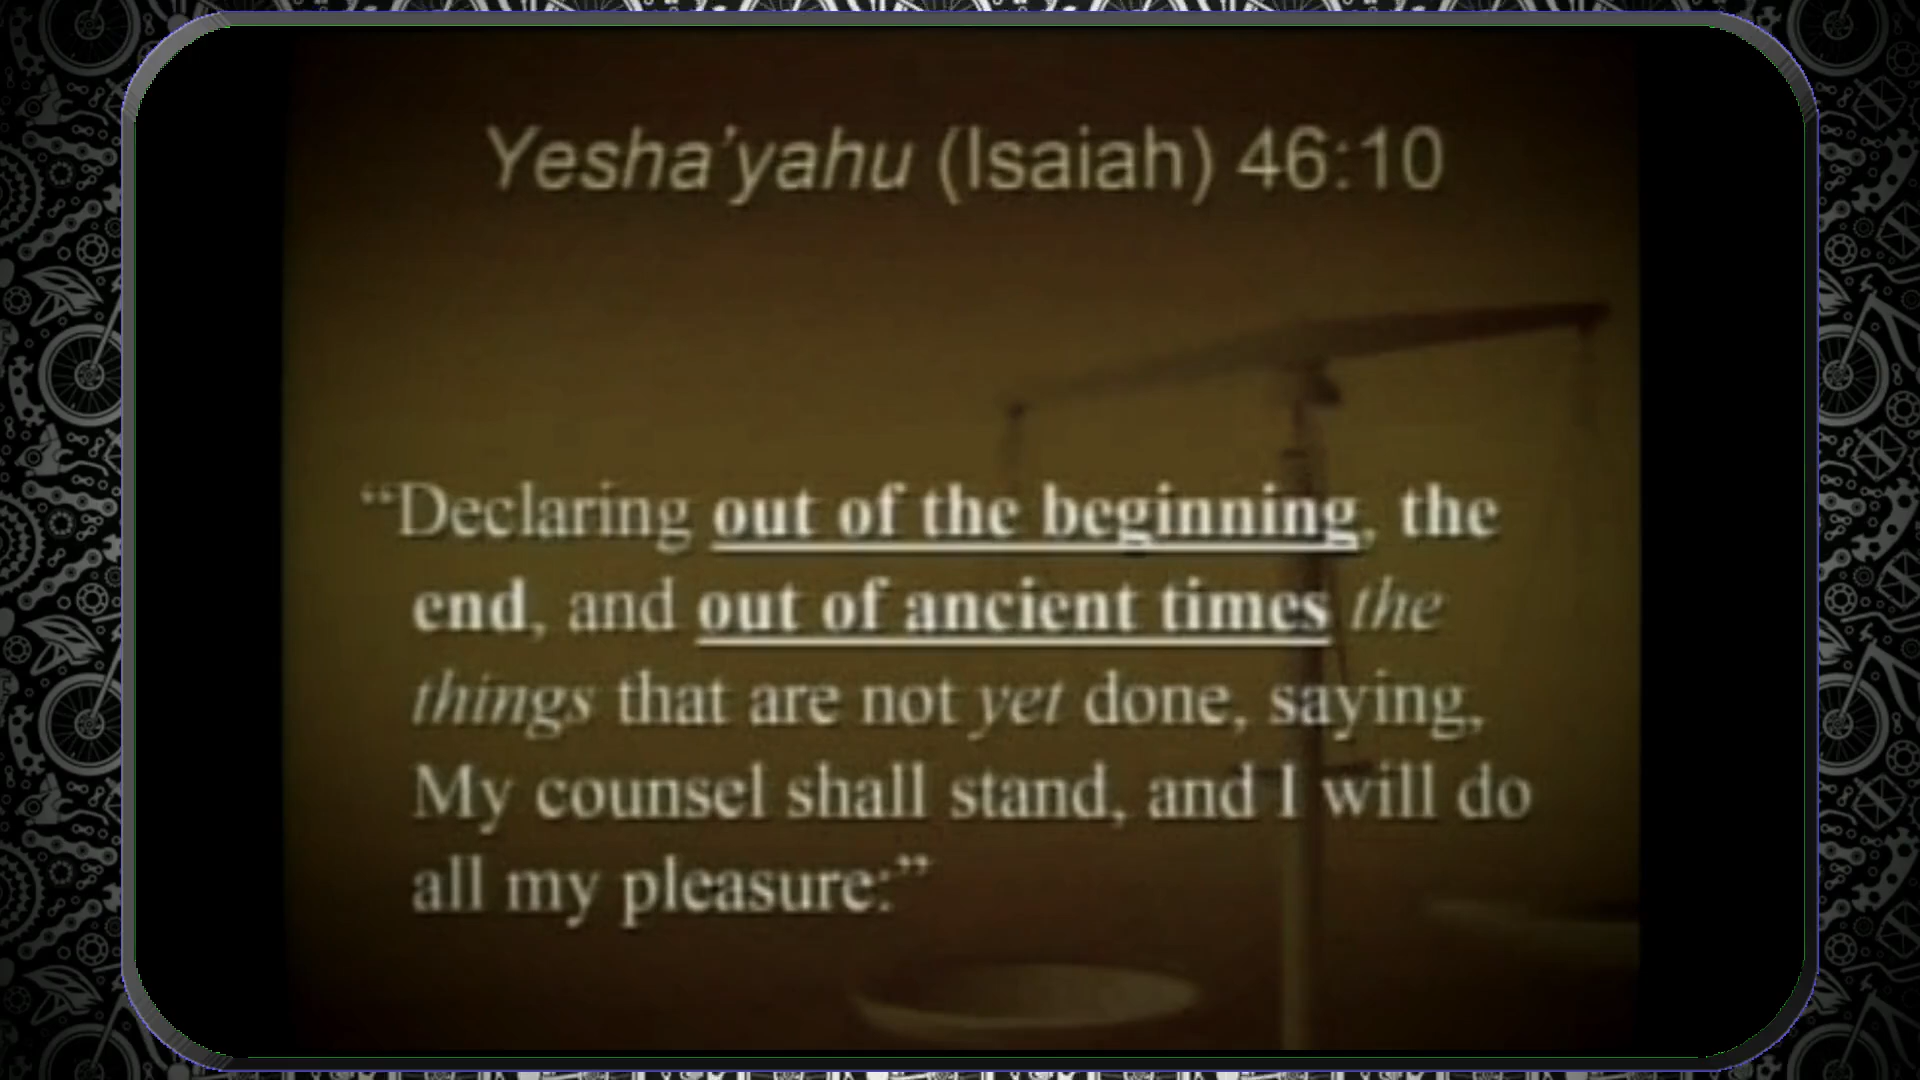 Yesha’yahu (Isaiah) 46:10
“Declaring out of the beginning, the
end, and out of ancient times the
things that are not yet done, saying,
My counsel shall stand, and I will do
all my pleasure:”